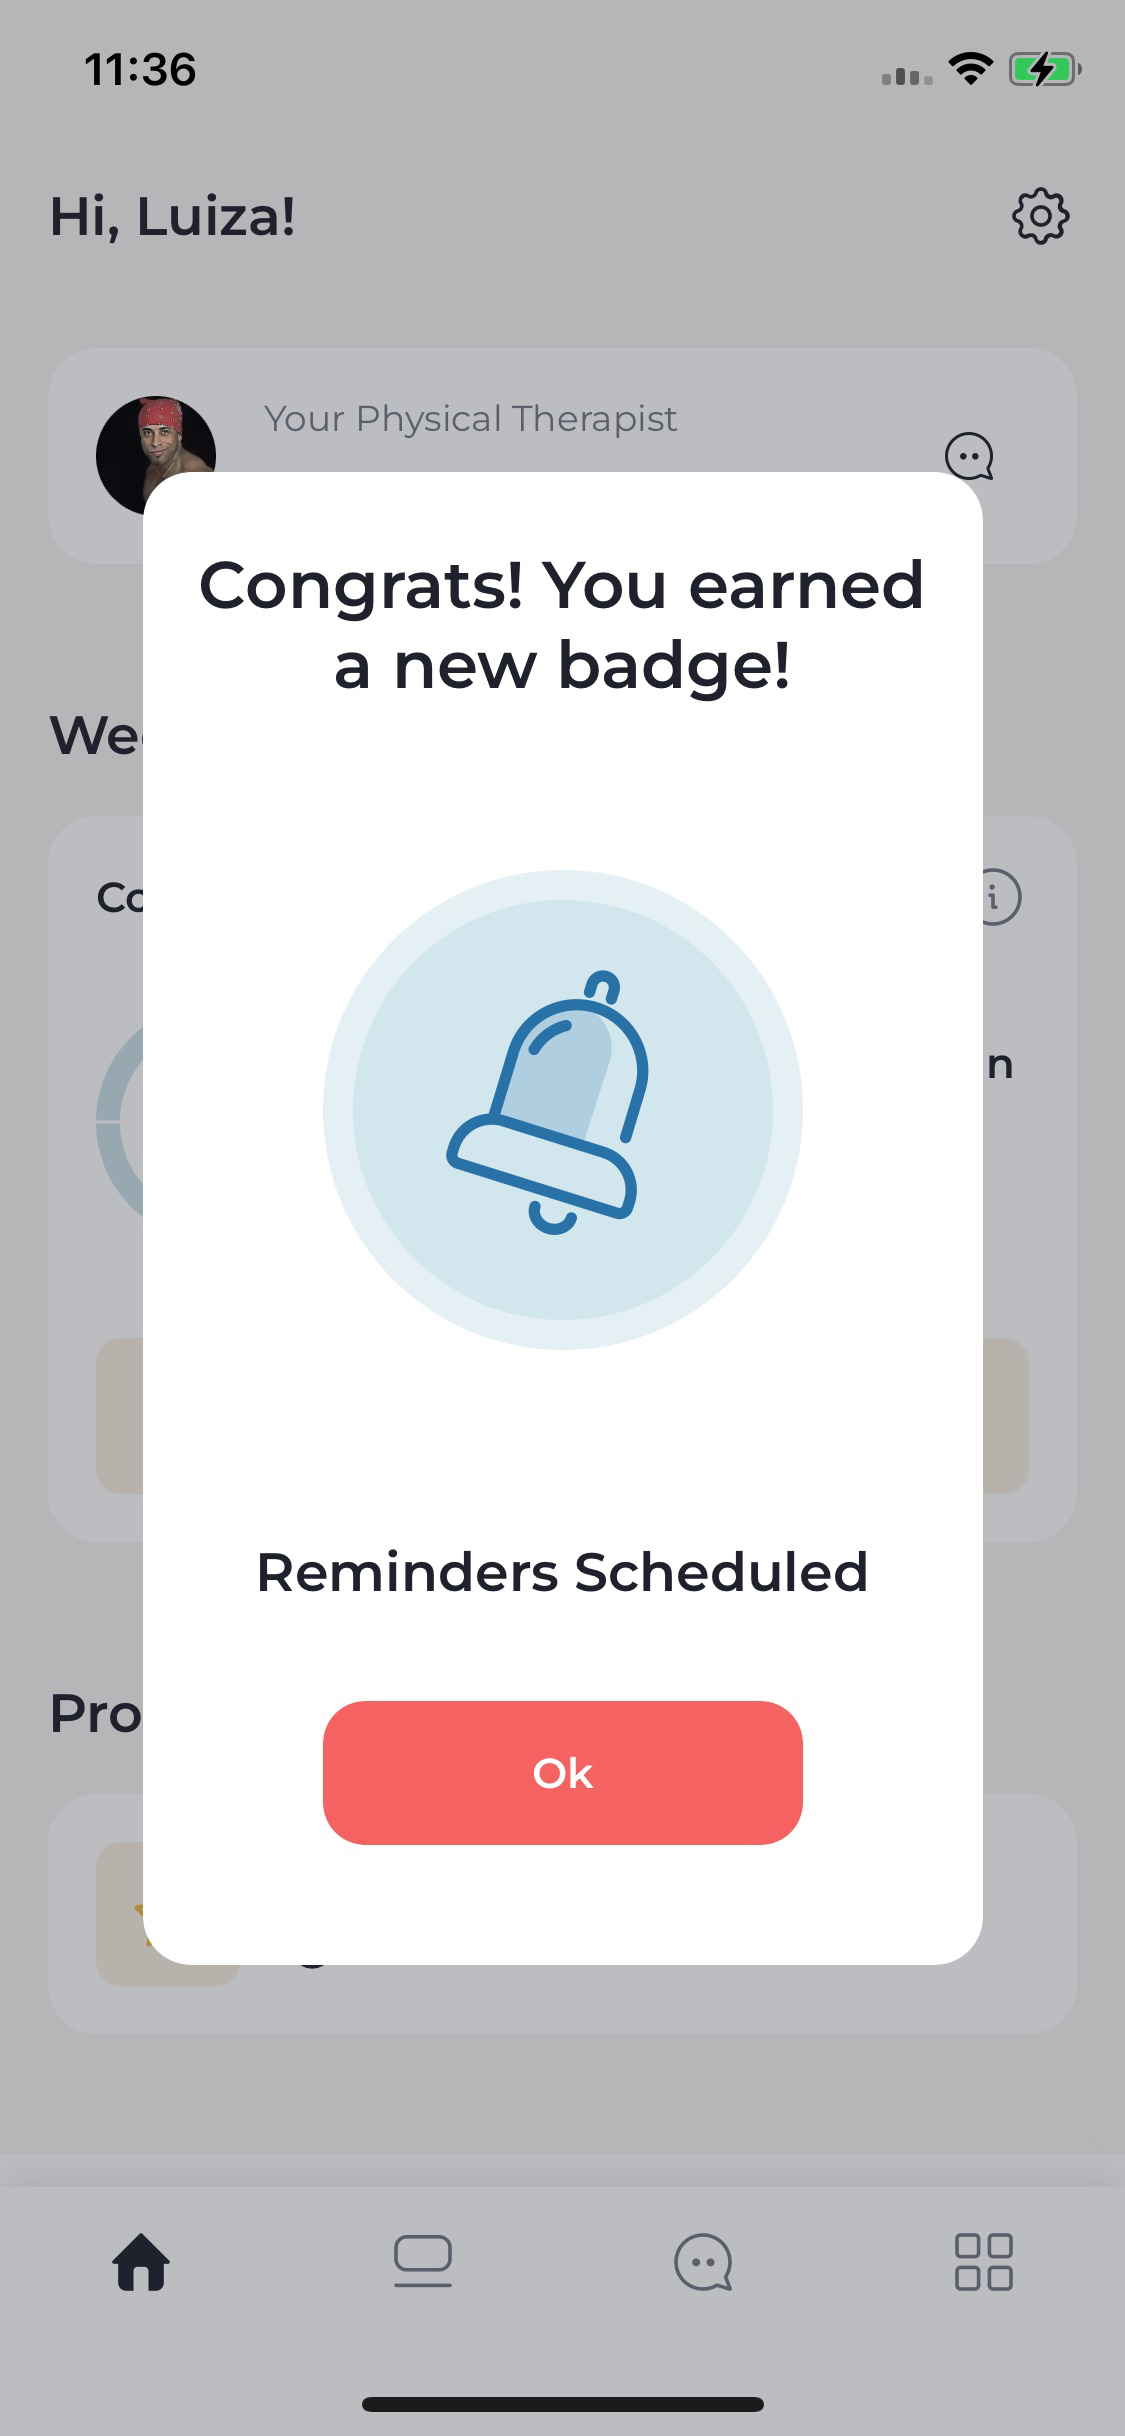 11:36
Hi, Luiza!
Your Physical Therapist
Congrats! You earned
a new badge!
Reminders Scheduled
Ok